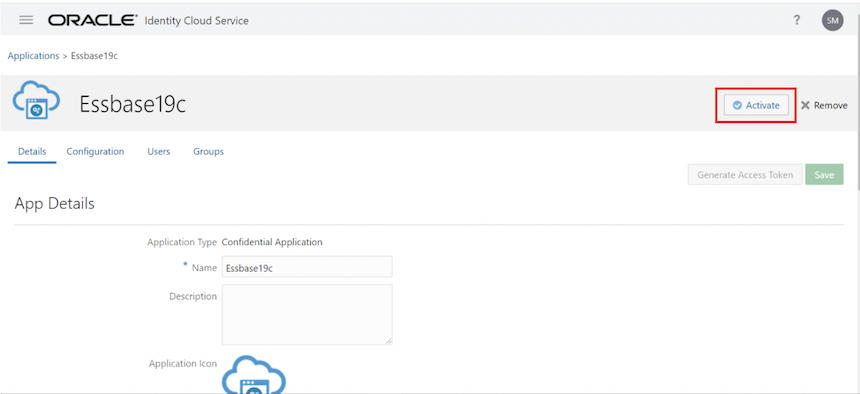 ORACLE® Identity Cloud Service ? SM
Applications > Essbase19c
Essbase19c Activate Remove
Details Configuration Users Groups
Generate Access Token Save
App Details
Application Type Confidential Application
* Name Essbase19c
Description
Application Icon